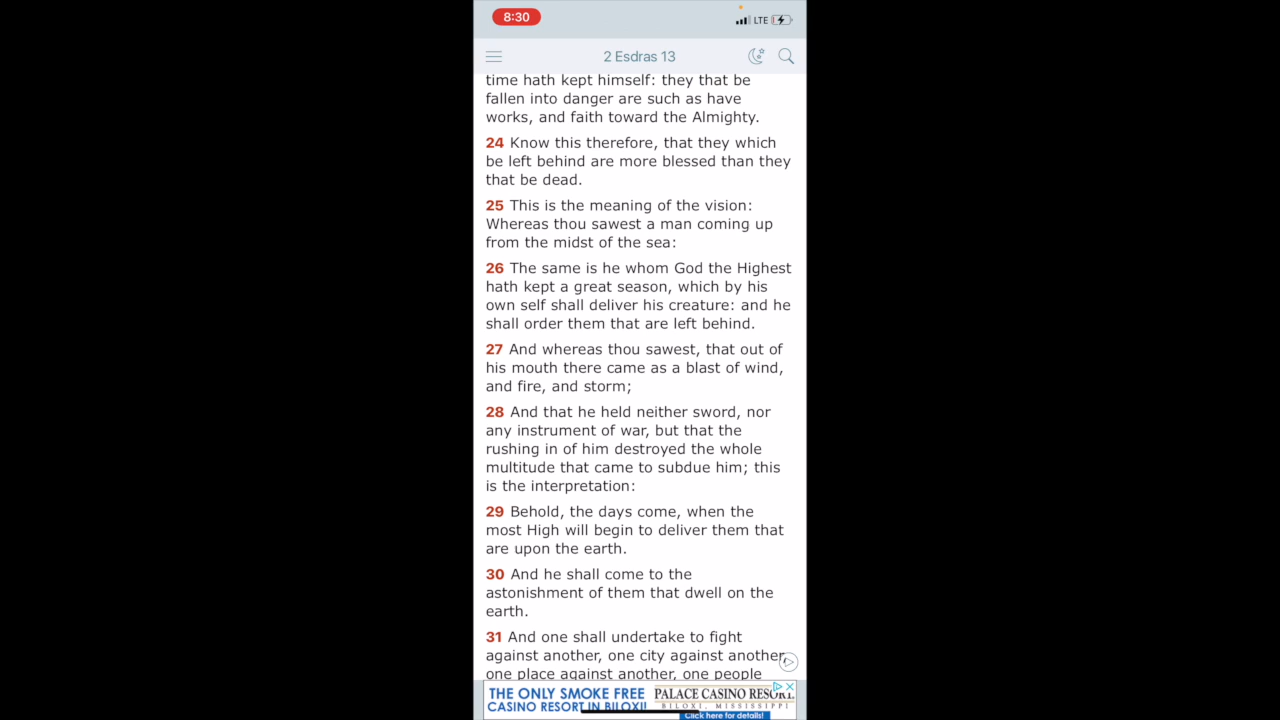 8:30
LTE
2 Esdras 13
time hath kept himself: they that be
fallen into danger are such as have
works, and faith toward the Almighty.
24 Know this therefore, that they which
be left behind are more blessed than they
that be dead.
25 This is the meaning of the vision:
Whereas thou sawest a man coming up
from the midst of the sea:
26 The same is he whom God the Highest
hath kept a great season, which by his
own self shall deliver his creature: and he
shall order them that are left behind.
27 And whereas thou sawest, that out of
his mouth there came as a blast of wind,
and fire, and storm;
28 And that he held neither sword, nor
any instrument of war, but that the
rushing in of him destroyed the whole
multitude that came to subdue him; this
is the interpretation:
29 Behold, the days come, when the
most High will begin to deliver them that
are upon the earth.
30 And he shall come to the
astonishment of them that dwell on the
earth.
31 And one shall undertake to fight
against another, one city against another,
one place against another, one people
THE ONLY SMOKE FREE
CASINO RESORT IN BILOXI!
PALACE CASINO RESORT.
BILOXI, MISSISSIPPI
Click here for details!